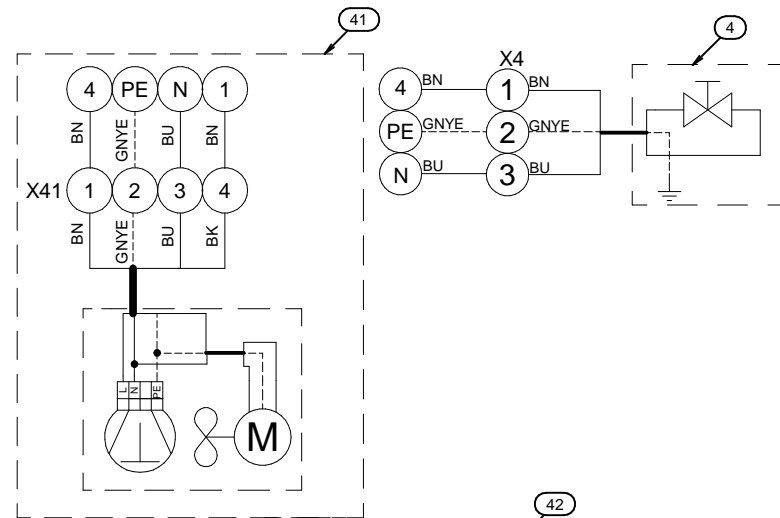 41
4
4 PE N 1
BN GNYE BU BN
X41 1 2 3 4
BN GNYE BU BK
L N PE
M
X4
4 BN 1 BN
PE GNYE 2 GNYE
N BU 3 BU
42